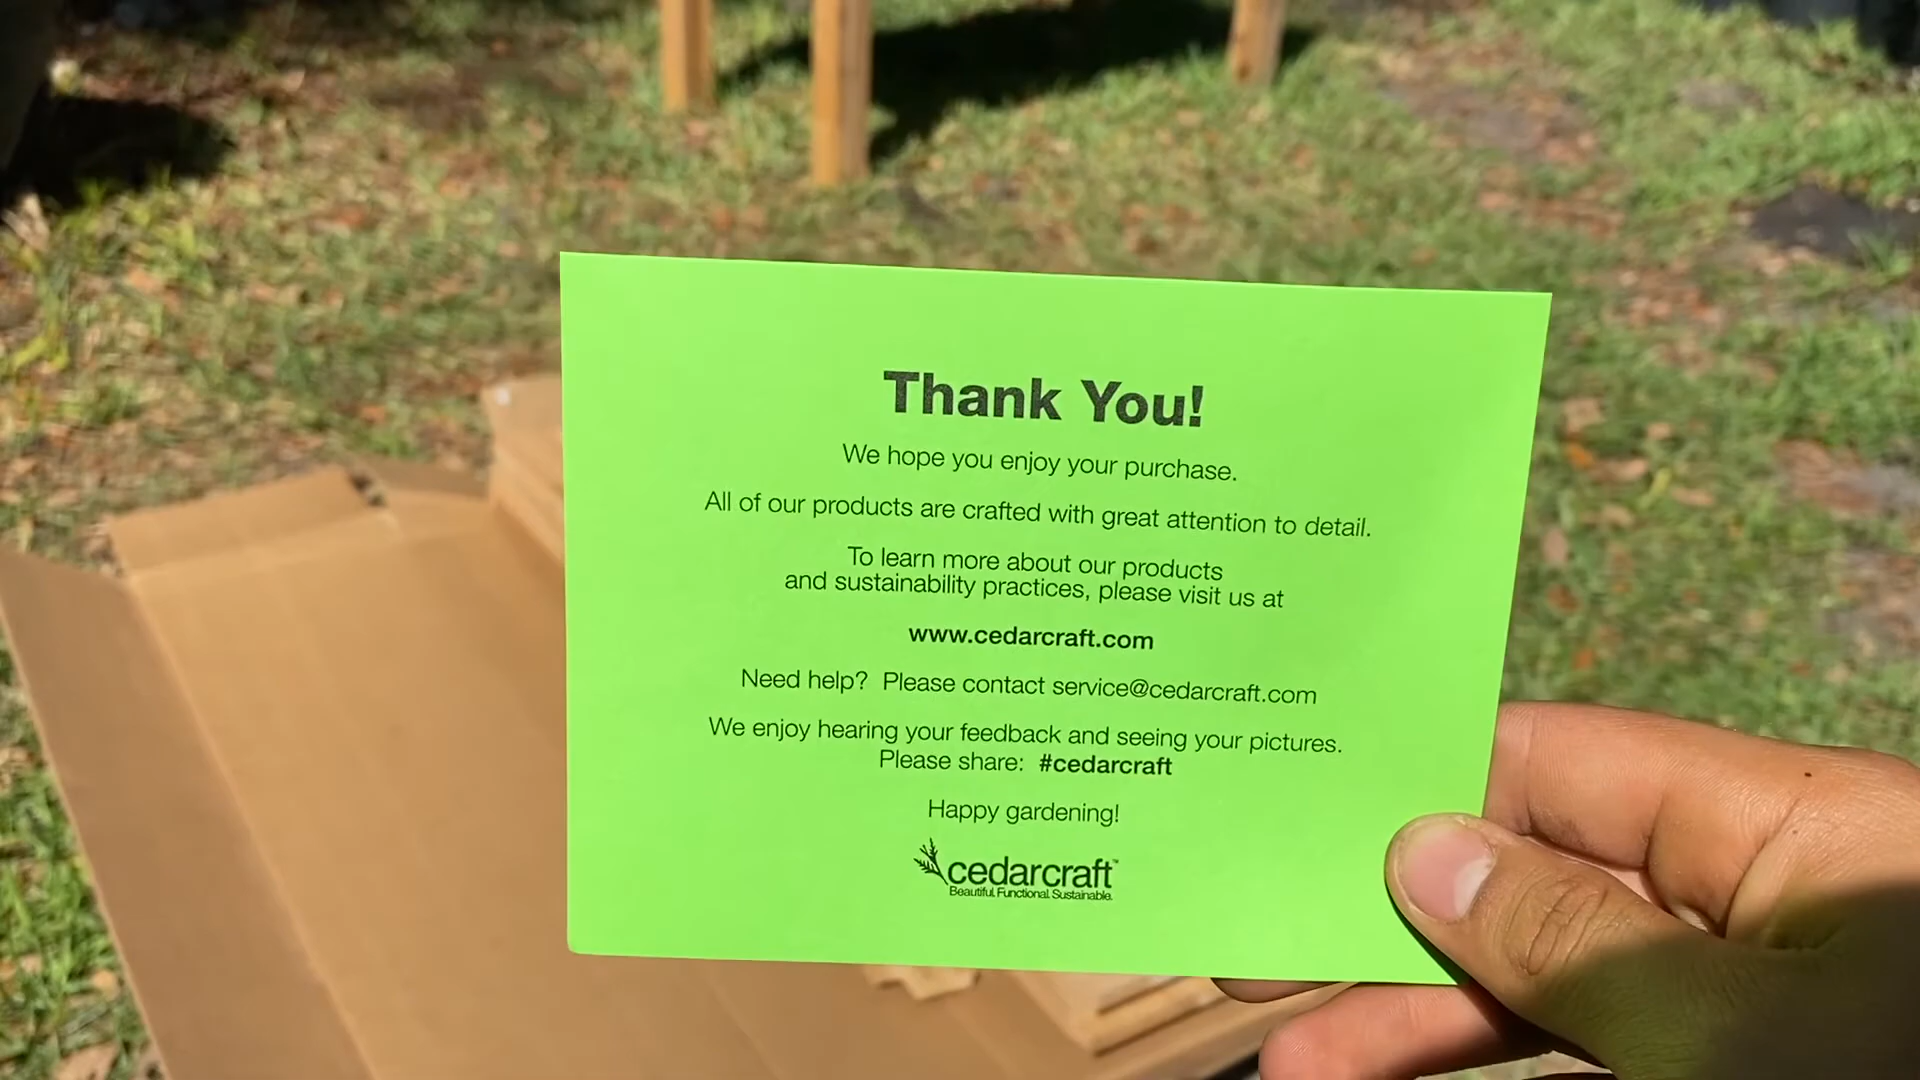 Thank You!
We hope you enjoy your purchase.
All of our products are crafted with great attention to detail.
To learn more about our products
and sustainability practices, please visit us at
www.cedarcraft.com
Need help? Please contact service@cedarcraft.com
We enjoy hearing your feedback and seeing your pictures.
Please share: #cedarcraft
Happy gardening!
cedarcraft™
Beautiful. Functional. Sustainable.